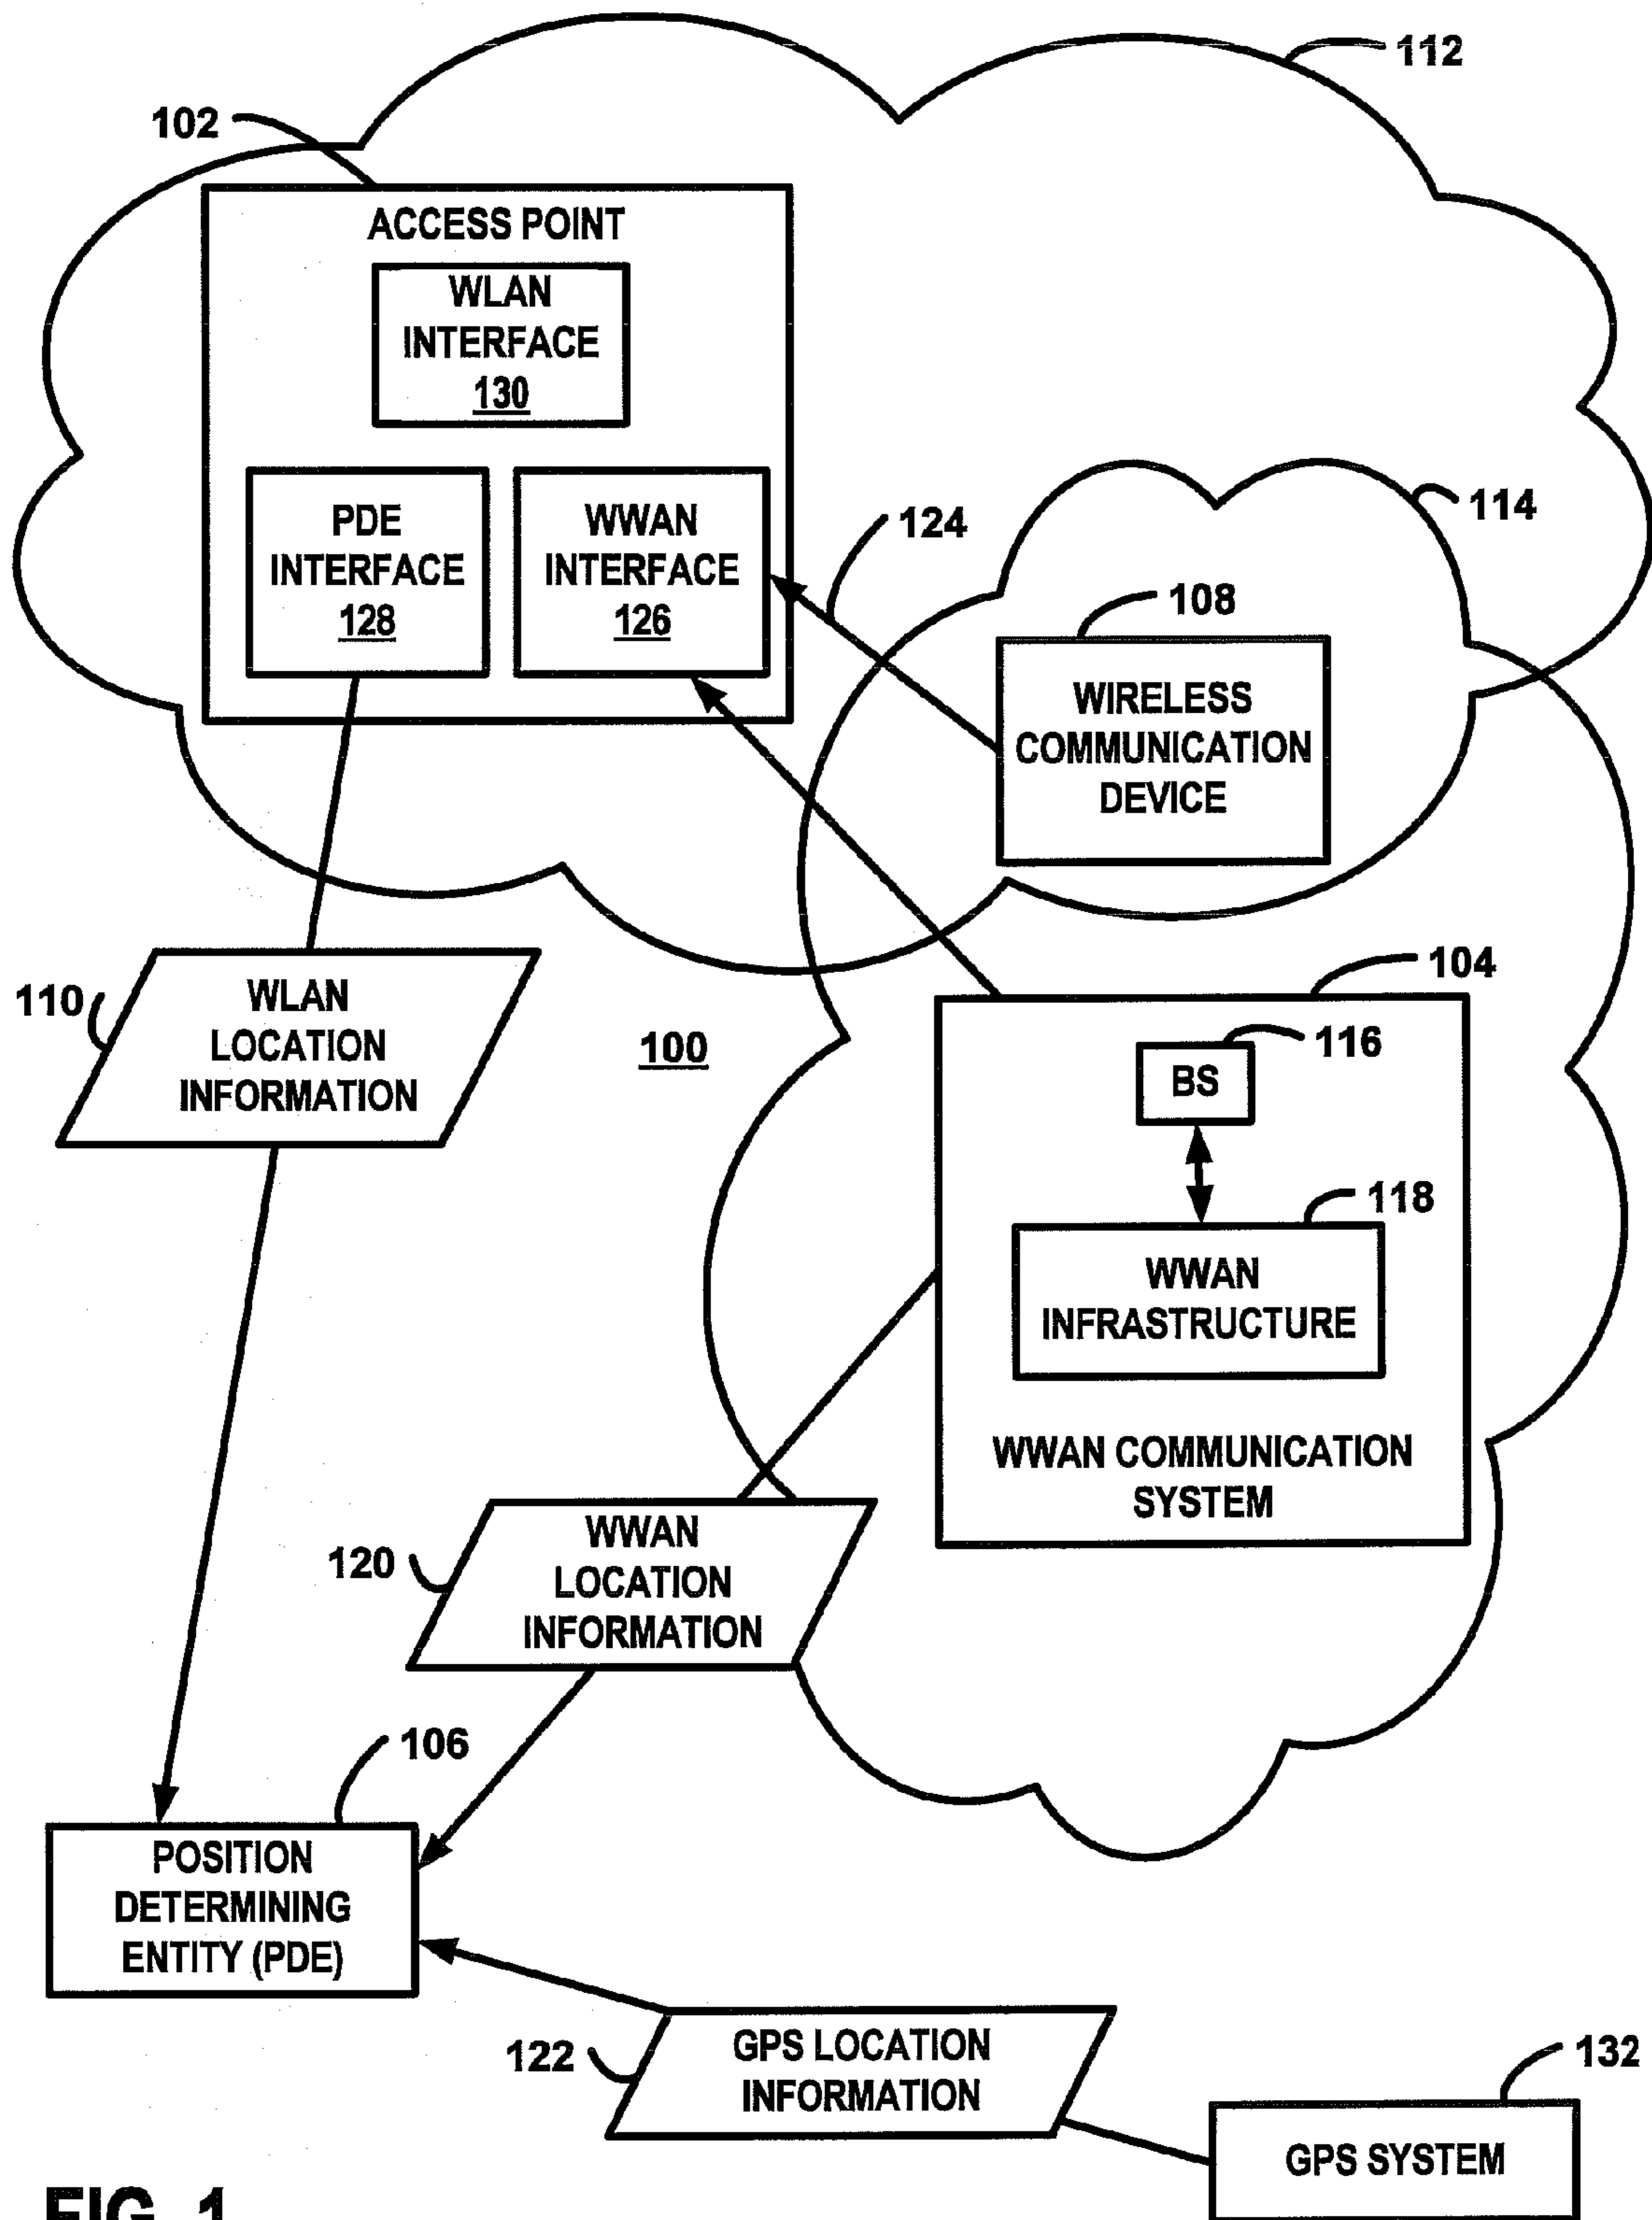 112
102
ACCESS POINT
WLAN
INTERFACE
130
PDE
INTERFACE
128
WWAN
INTERFACE
126
124
114
108
WIRELESS
COMMUNICATION
DEVICE
110
WLAN
LOCATION
INFORMATION
100
104
116
BS
118
WWAN
INFRASTRUCTURE
WWAN COMMUNICATION
SYSTEM
120
WWAN
LOCATION
INFORMATION
106
POSITION
DETERMINING
ENTITY (PDE)
122
GPS LOCATION
INFORMATION
132
GPS SYSTEM
FIG. 1